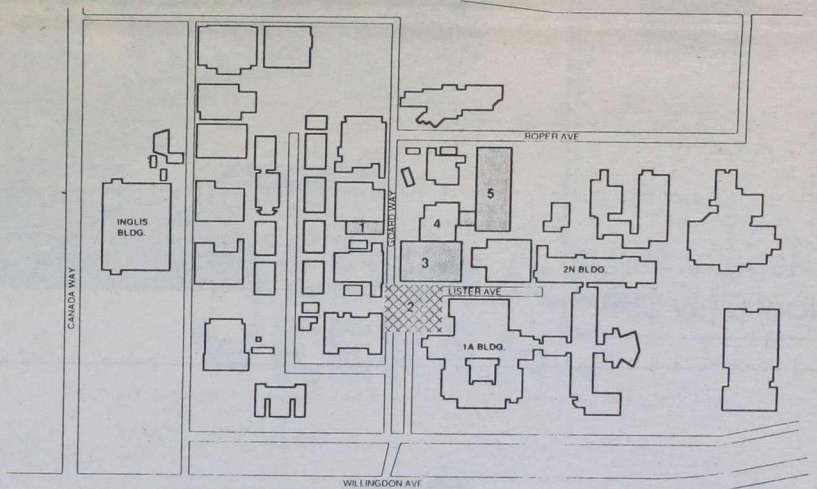 ROPER AVE
INGLIS
BLDG.
5
GOARD WAY
1
4
3
2N BLDG.
CANADA WAY
LISTER AVE
2
1A BLDG.
WILLINGDON AVE